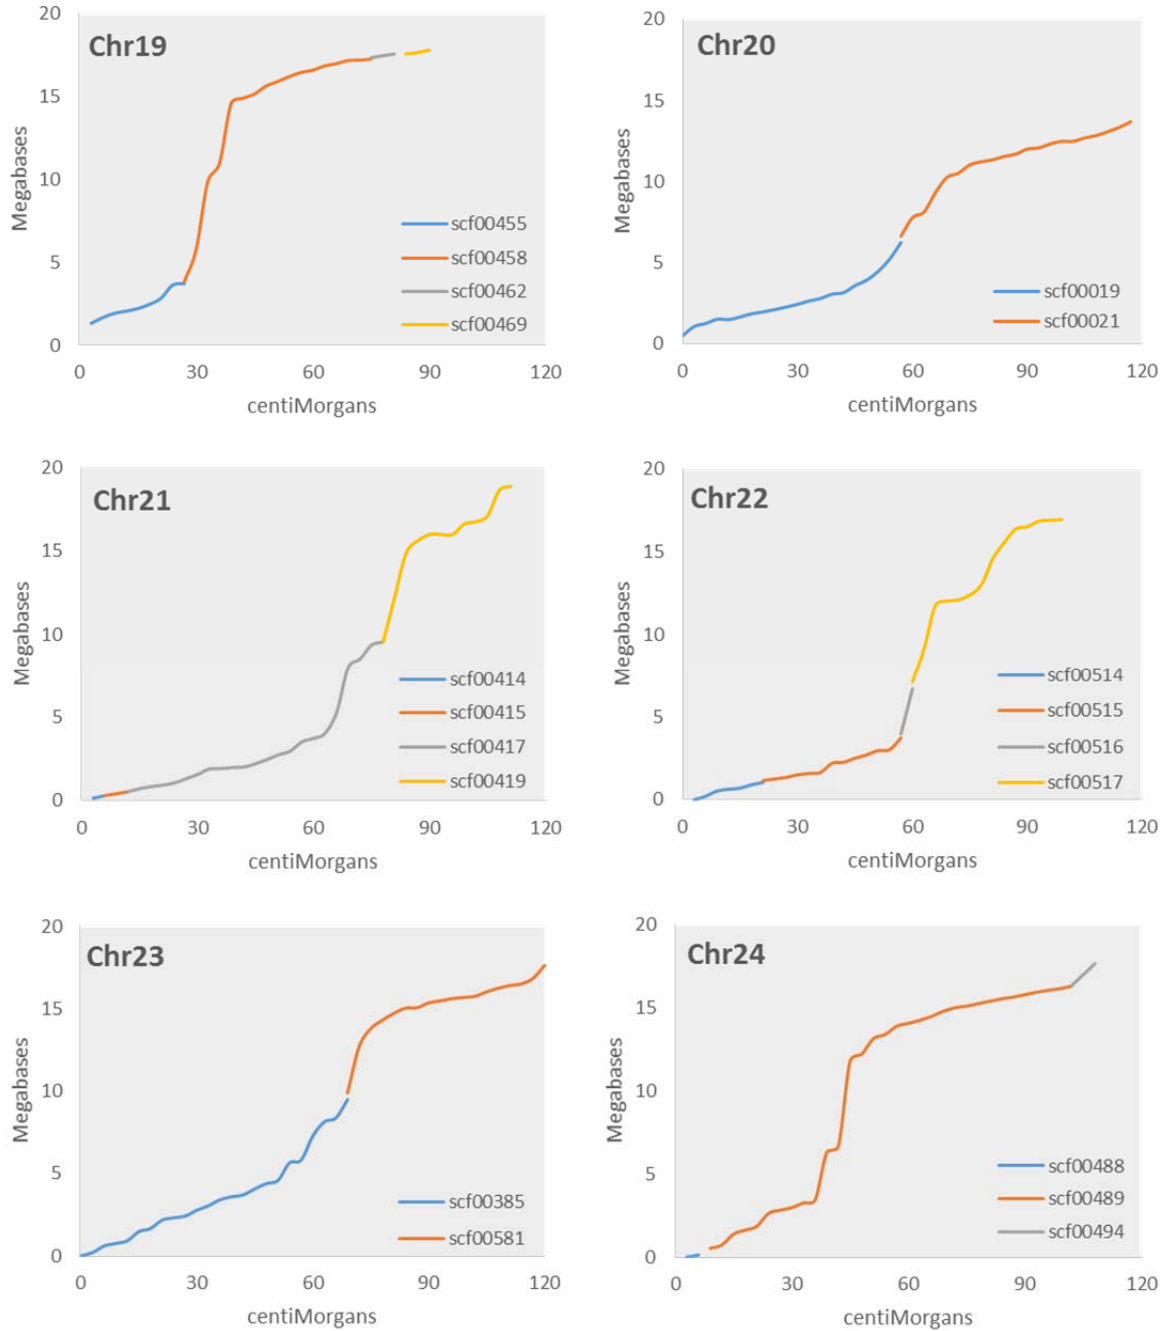 Chr19
20
15
10
5
0
Megabases
scf00455
scf00458
scf00462
scf00469
0 30 60 90 120
centiMorgans
Chr20
20
15
10
5
0
Megabases
scf00019
scf00021
0 30 60 90 120
centiMorgans
Chr21
20
15
10
5
0
Megabases
scf00414
scf00415
scf00417
scf00419
0 30 60 90 120
centiMorgans
Chr22
20
15
10
5
0
Megabases
scf00514
scf00515
scf00516
scf00517
0 30 60 90 120
centiMorgans
Chr23
20
15
10
5
0
Megabases
scf00385
scf00581
0 30 60 90 120
centiMorgans
Chr24
20
15
10
5
0
Megabases
scf00488
scf00489
scf00494
0 30 60 90 120
centiMorgans